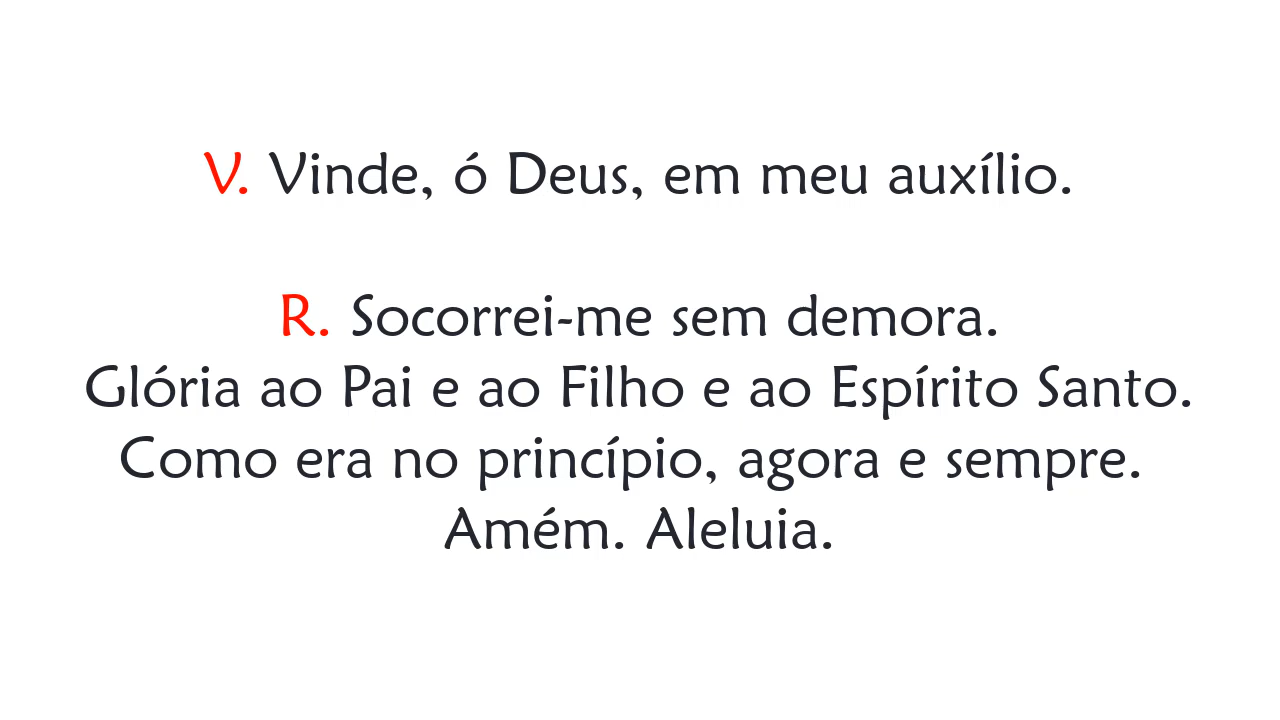 V. Vinde, ó Deus, em meu auxílio.
R. Socorrei-me sem demora.
Glória ao Pai e ao Filho e ao Espírito Santo.
Como era no princípio, agora e sempre.
Amém. Aleluia.